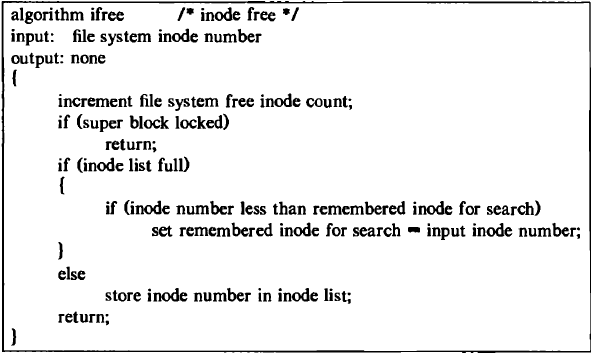 algorithm ifree /* inode free */
input: file system inode number
output: none
{
increment file system free inode count;
if (super block locked)
return;
if (inode list full)
{
if (inode number less than remembered inode for search)
set remembered inode for search = input inode number;
}
else
store inode number in inode list;
return;
}